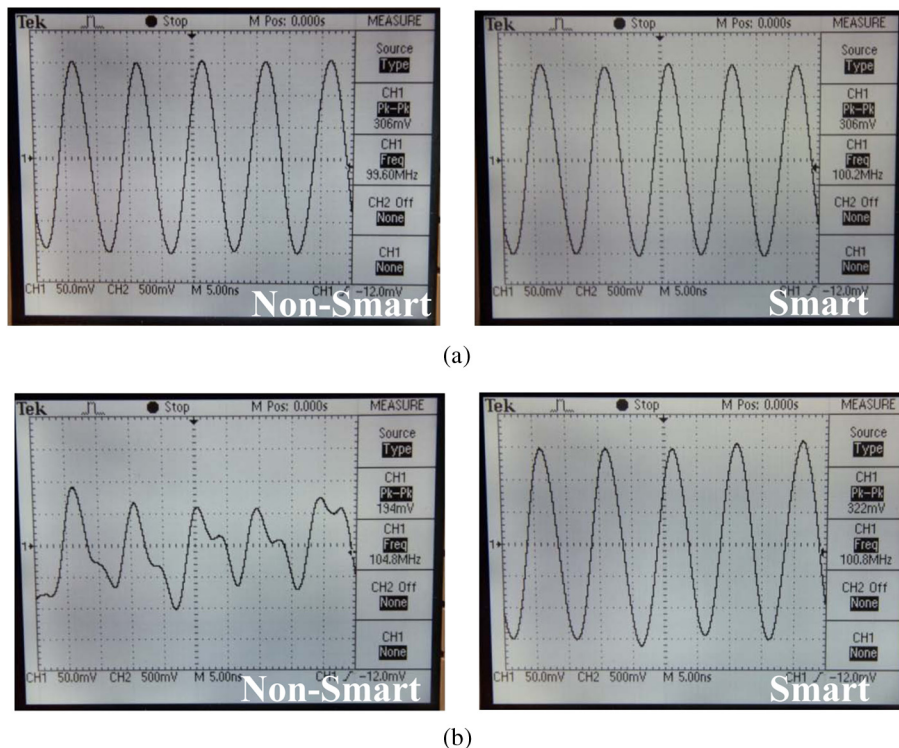 Tek Stop M Pos: 0.000s MEASURE
Source
Type
CH1
Pk-Pk
306mV
CH1
Freq
99.60MHz
CH2 Off
None
CH1
None
1
CH1 50.0mV CH2 500mV M 5.00ns CH1 -12.0mV
Non-Smart
Tek Stop M Pos: 0.000s MEASURE
Source
Type
CH1
Pk-Pk
306mV
CH1
Freq
100.2MHz
CH2 Off
None
CH1
None
1
CH1 50.0mV CH2 500mV M 5.00ns CH1 -12.0mV
Smart
(a)
Tek Stop M Pos: 0.000s MEASURE
Source
Type
CH1
Pk-Pk
194mV
CH1
Freq
104.8MHz
CH2 Off
None
CH1
None
1
CH1 50.0mV CH2 500mV M 5.00ns CH1 -12.0mV
Non-Smart
Tek Stop M Pos: 0.000s MEASURE
Source
Type
CH1
Pk-Pk
322mV
CH1
Freq
100.8MHz
CH2 Off
None
CH1
None
1
CH1 50.0mV CH2 500mV M 5.00ns CH1 -12.0mV
Smart
(b)